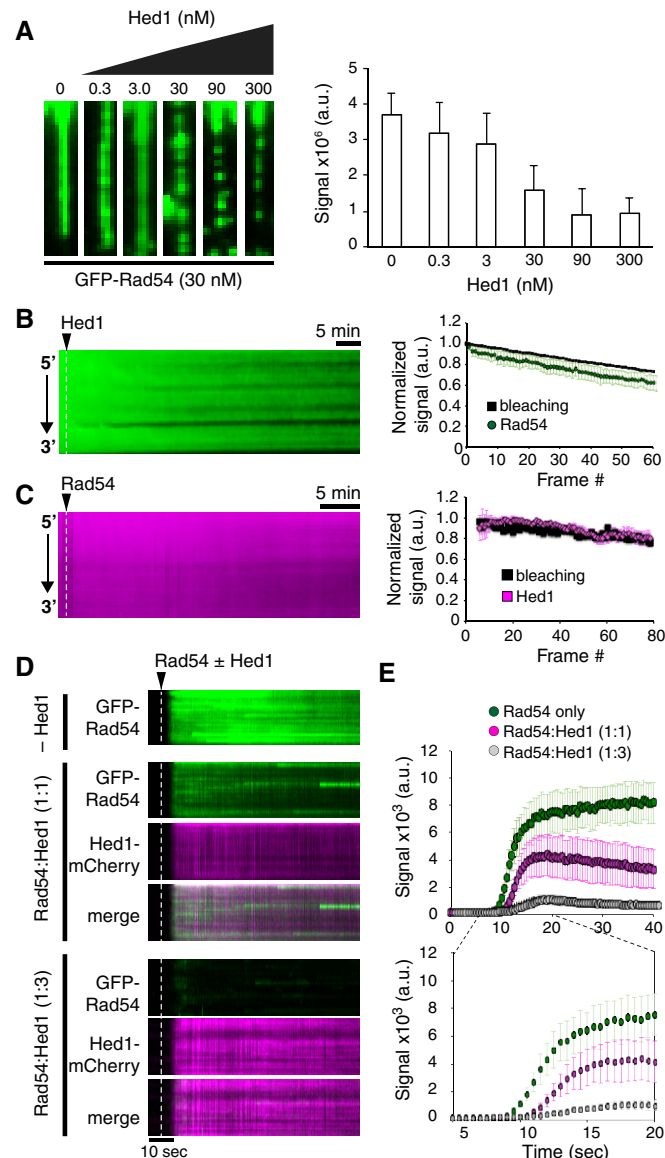 A
Hed1 (nM)
0 0.3 3.0 30 90 300
GFP-Rad54 (30 nM)
Signal x10⁶ (a.u.)
5
4
3
2
1
0
0 0.3 3 30 90 300
Hed1 (nM)
B
Hed1
5 min
5’
3’
Normalized
signal (a.u.)
1.2
1.0
0.8
0.6
0.4
0.2
0
bleaching
Rad54
0 10 20 30 40 50 60
Frame #
C
Rad54
5 min
5’
3’
Normalized
signal (a.u.)
1.2
1.0
0.8
0.6
0.4
0.2
0
bleaching
Hed1
0 20 40 60 80
Frame #
D
Rad54 ± Hed1
– Hed1
GFP-
Rad54
Rad54:Hed1 (1:1)
GFP-
Rad54
Hed1-
mCherry
merge
Rad54:Hed1 (1:3)
GFP-
Rad54
Hed1-
mCherry
merge
10 sec
E
Rad54 only
Rad54:Hed1 (1:1)
Rad54:Hed1 (1:3)
Signal x10³ (a.u.)
12
10
8
6
4
2
0
0 10 20 30 40
Signal x10³ (a.u.)
10
8
6
4
2
0
5 10 15 20
Time (sec)